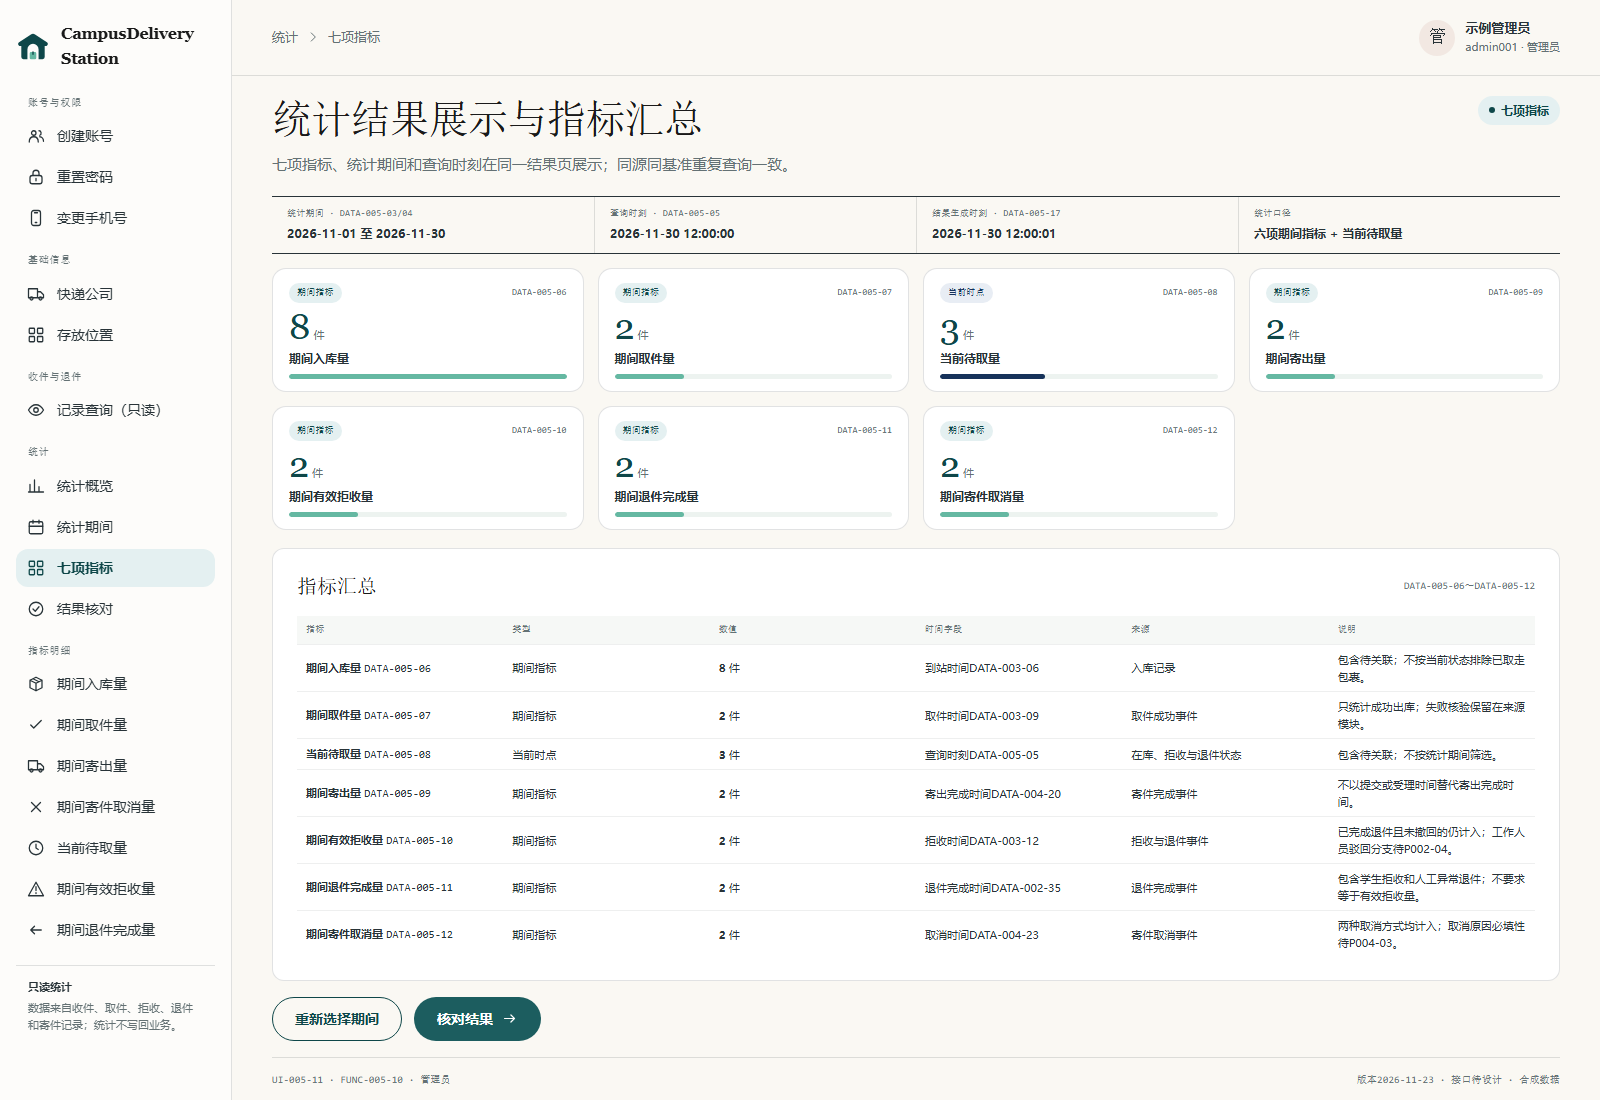 CampusDelivery
Station
账号与权限
创建账号
重置密码
变更手机号
基础信息
快递公司
存放位置
收件与退件
记录查询（只读）
统计
统计概览
统计期间
七项指标
结果核对
指标明细
期间入库量
期间取件量
期间寄出量
期间寄件取消量
当前待取量
期间有效拒收量
期间退件完成量
只读统计
数据来自收件、取件、拒收、退件
和寄件记录；统计不写回业务。
统计 > 七项指标
管
示例管理员
admin001 · 管理员
统计结果展示与指标汇总
七项指标
七项指标、统计期间和查询时刻在同一结果页展示；同源同基准重复查询一致。
统计期间 · DATA-005-03/04
2026-11-01 至 2026-11-30
查询时刻 · DATA-005-05
2026-11-30 12:00:00
结果生成时刻 · DATA-005-17
2026-11-30 12:00:01
统计口径
六项期间指标 + 当前待取量
期间指标 DATA-005-06
8 件
期间入库量
期间指标 DATA-005-07
2 件
期间取件量
当前时点 DATA-005-08
3 件
当前待取量
期间指标 DATA-005-09
2 件
期间寄出量
期间指标 DATA-005-10
2 件
期间有效拒收量
期间指标 DATA-005-11
2 件
期间退件完成量
期间指标 DATA-005-12
2 件
期间寄件取消量
指标汇总 DATA-005-06～DATA-005-12
指标 类型 数值 时间字段 来源 说明
期间入库量 DATA-005-06 期间指标 8 件 到站时间DATA-003-06 入库记录 包含待关联；不按当前状态排除已取走
包裹。
期间取件量 DATA-005-07 期间指标 2 件 取件时间DATA-003-09 取件成功事件 只统计成功出库；失败核验保留在来源
模块。
当前待取量 DATA-005-08 当前时点 3 件 查询时刻DATA-005-05 在库、拒收与退件状态 包含待关联；不按统计期间筛选。
期间寄出量 DATA-005-09 期间指标 2 件 寄出完成时间DATA-004-20 寄件完成事件 不以提交或受理时间替代寄出完成时
间。
期间有效拒收量 DATA-005-10 期间指标 2 件 拒收时间DATA-003-12 拒收与退件事件 已完成退件且未撤回的仍计入；工作人
员驳回分支待P002-04。
期间退件完成量 DATA-005-11 期间指标 2 件 退件完成时间DATA-002-35 退件完成事件 包含学生拒收和人工异常退件；不要求
等于有效拒收量。
期间寄件取消量 DATA-005-12 期间指标 2 件 取消时间DATA-004-23 寄件取消事件 两种取消方式均计入；取消原因必填性
待P004-03。
重新选择期间
核对结果 →
UI-005-11 · FUNC-005-10 · 管理员
版本2026-11-23 · 接口待设计 · 合成数据